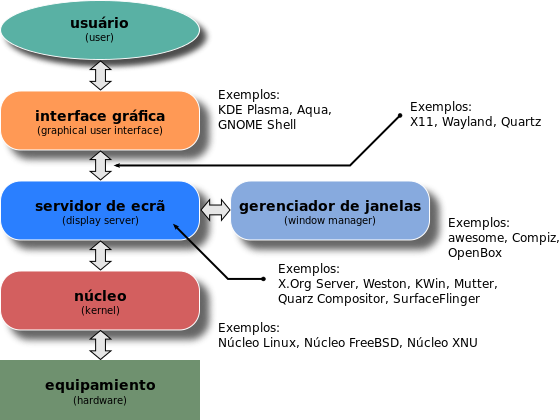 usuário
(user)
interface gráfica
(graphical user interface)
Exemplos:
KDE Plasma, Aqua,
GNOME Shell
Exemplos:
X11, Wayland, Quartz
servidor de ecrã
(display server)
gerenciador de janelas
(window manager)
Exemplos:
awesome, Compiz,
OpenBox
Exemplos:
X.Org Server, Weston, KWin, Mutter,
Quarz Compositor, SurfaceFlinger
núcleo
(kernel)
Exemplos:
Núcleo Linux, Núcleo FreeBSD, Núcleo XNU
equipamiento
(hardware)